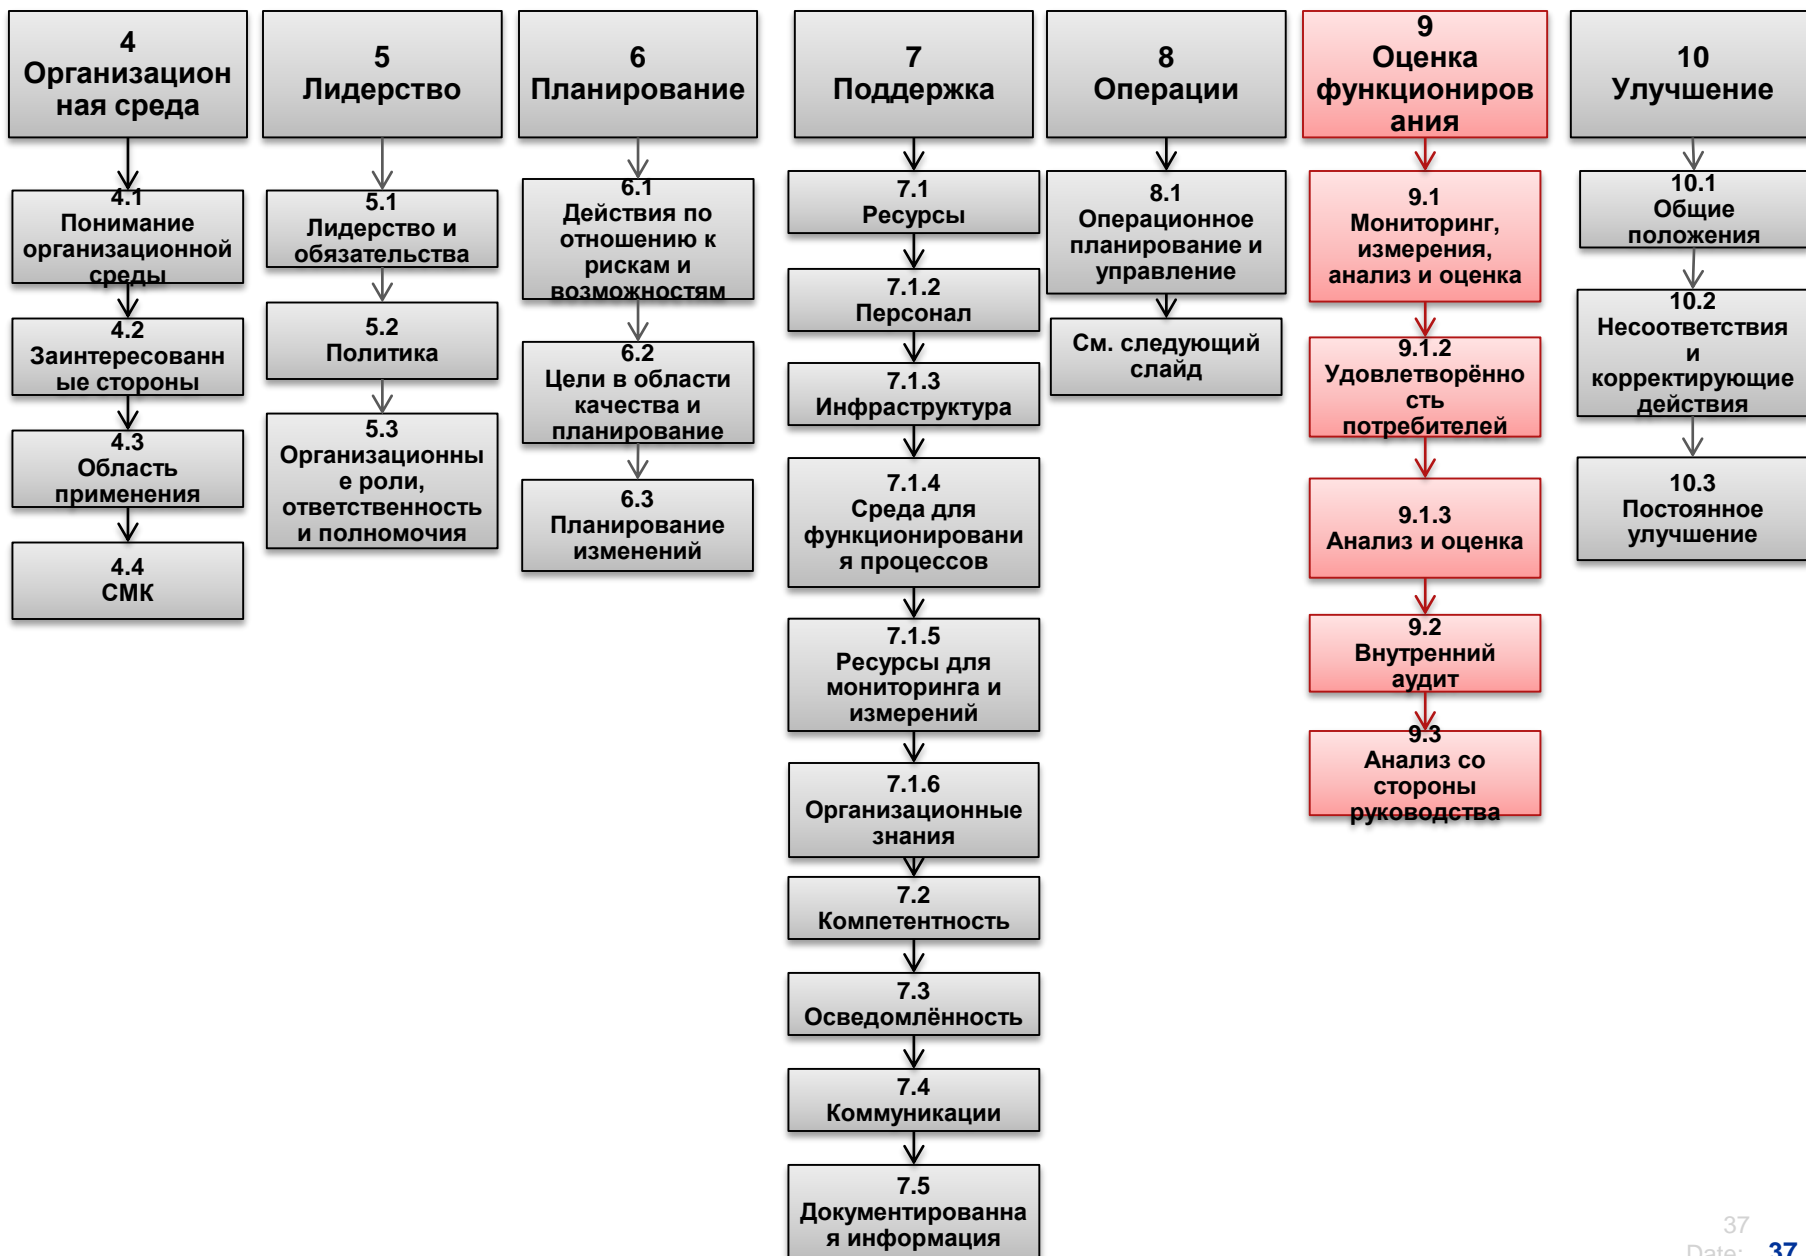 4
Организацион
ная среда
4.1
Понимание
организационной
среды
4.2
Заинтересованн
ые стороны
4.3
Область
применения
4.4
СМК
5
Лидерство
5.1
Лидерство и
обязательства
5.2
Политика
5.3
Организационны
е роли,
ответственность
и полномочия
6
Планирование
6.1
Действия по
отношению к
рискам и
возможностям
6.2
Цели в области
качества и
планирование
6.3
Планирование
изменений
7
Поддержка
7.1
Ресурсы
7.1.2
Персонал
7.1.3
Инфраструктура
7.1.4
Среда для
функционировани
я процессов
7.1.5
Ресурсы для
мониторинга и
измерений
7.1.6
Организационные
знания
7.2
Компетентность
7.3
Осведомлённость
7.4
Коммуникации
7.5
Документированна
я информация
8
Операции
8.1
Операционное
планирование и
управление
См. следующий
слайд
9
Оценка
функциониров
ания
9.1
Мониторинг,
измерения,
анализ и оценка
9.1.2
Удовлетворённо
сть
потребителей
9.1.3
Анализ и оценка
9.2
Внутренний
аудит
9.3
Анализ со
стороны
руководства
10
Улучшение
10.1
Общие
положения
10.2
Несоответствия
и
корректирующие
действия
10.3
Постоянное
улучшение
37
Date: 37